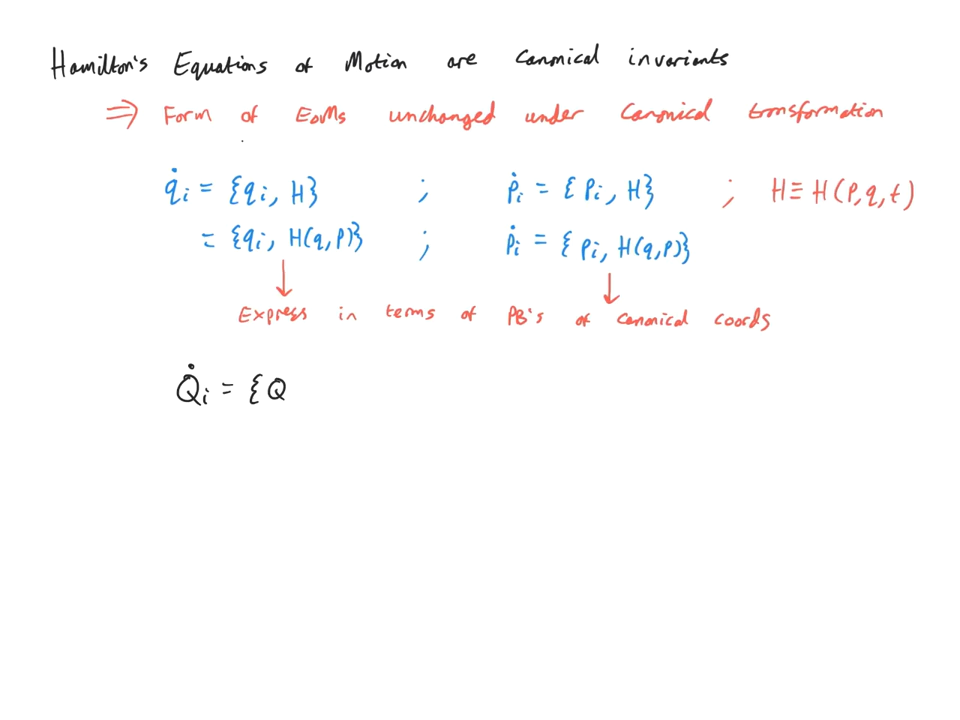 Hamilton's Equations of Motion are Canonical invariants
⇒ Form of EoMs unchanged under Canonical transformation
q̇ᵢ = {qᵢ, H} ; ṗᵢ = {pᵢ, H} ; H ≡ H(p,q,t)
= {qᵢ, H(q,p)} ; ṗᵢ = {pᵢ, H(q,p)}
Express in terms of PB's of canonical coords
Q̇ᵢ = {Q